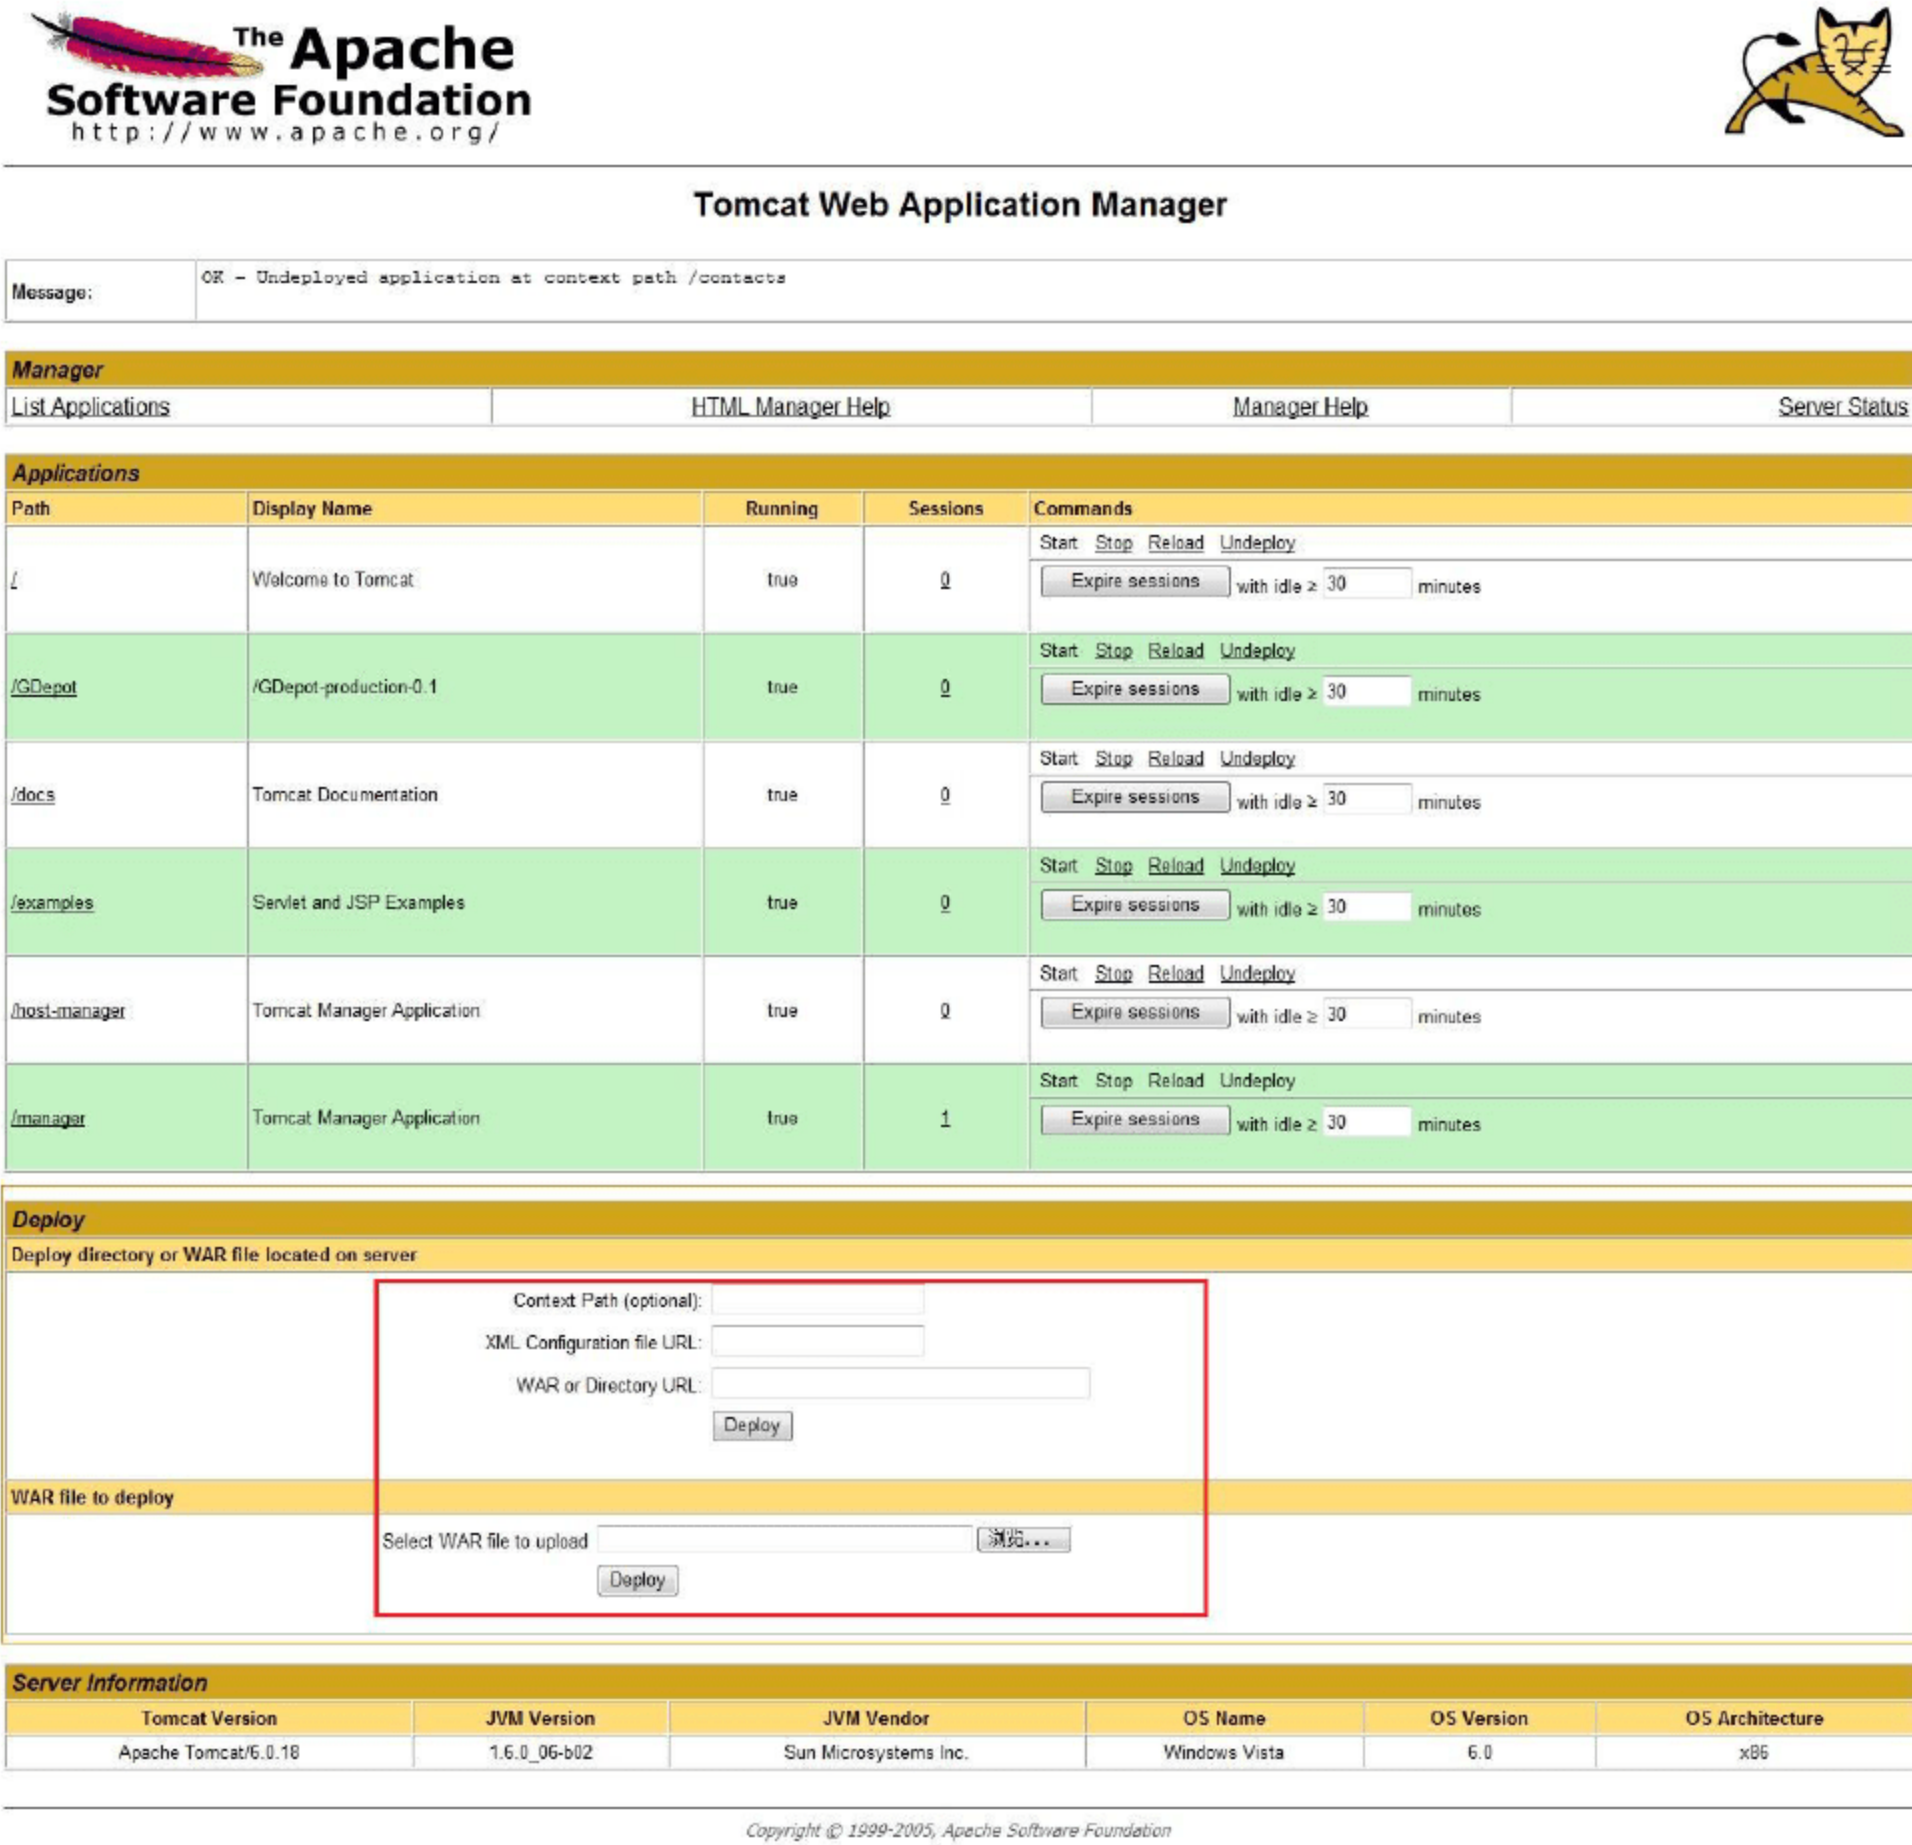 The Apache
Software Foundation
http://www.apache.org/
Tomcat Web Application Manager
Message: OK - Undeployed application at context path /contacts
Manager
List Applications HTML Manager Help Manager Help Server Status
Applications
Path Display Name Running Sessions Commands
Start Stop Reload Undeploy
/ Welcome to Tomcat true 0 Expire sessions with idle ≥ 30 minutes
Start Stop Reload Undeploy
/GDepot /GDepot-production-0.1 true 0 Expire sessions with idle ≥ 30 minutes
Start Stop Reload Undeploy
/docs Tomcat Documentation true 0 Expire sessions with idle ≥ 30 minutes
Start Stop Reload Undeploy
/examples Servlet and JSP Examples true 0 Expire sessions with idle ≥ 30 minutes
Start Stop Reload Undeploy
/host-manager Tomcat Manager Application true 0 Expire sessions with idle ≥ 30 minutes
Start Stop Reload Undeploy
/manager Tomcat Manager Application true 1 Expire sessions with idle ≥ 30 minutes
Deploy
Deploy directory or WAR file located on server
Context Path (optional):
XML Configuration file URL:
WAR or Directory URL:
Deploy
WAR file to deploy
Select WAR file to upload 浏览...
Deploy
Server Information
Tomcat Version JVM Version JVM Vendor OS Name OS Version OS Architecture
Apache Tomcat/6.0.18 1.6.0_06-b02 Sun Microsystems Inc. Windows Vista 6.0 x86
Copyright © 1999-2005, Apache Software Foundation